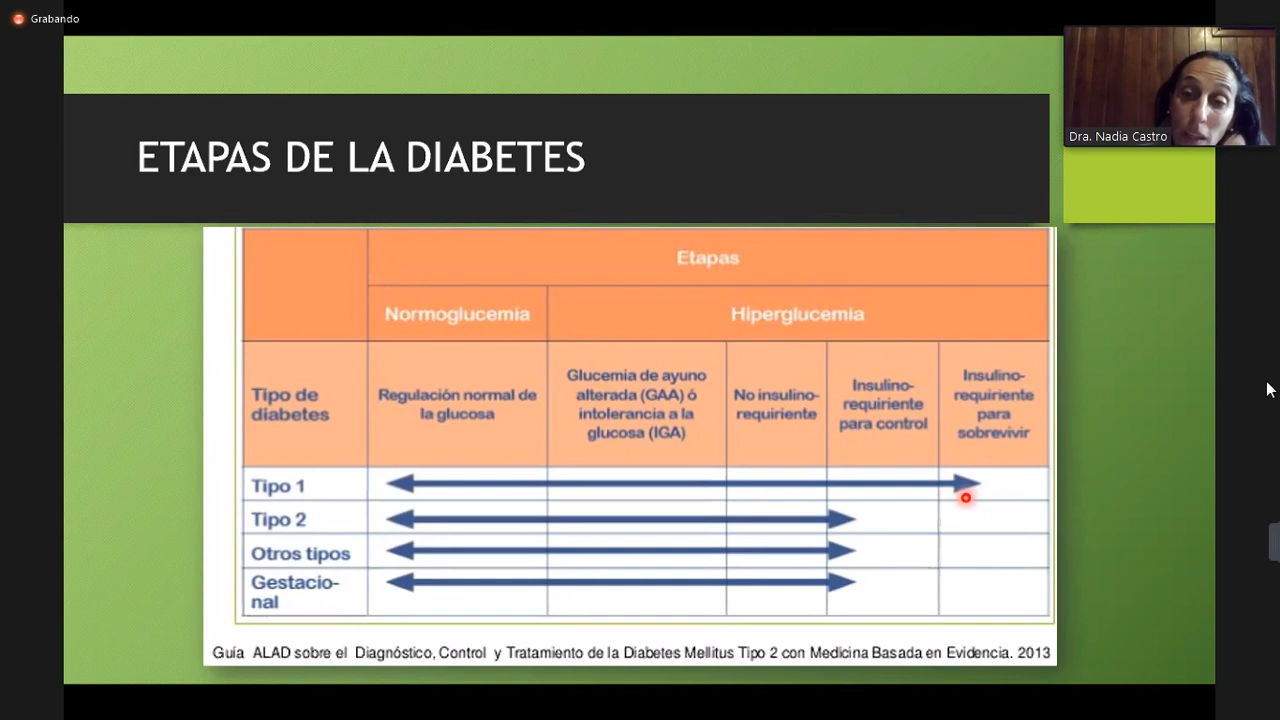 Grabando
Dra. Nadia Castro
ETAPAS DE LA DIABETES
Etapas
Normoglucemia
Hiperglucemia
Tipo de
diabetes
Regulación normal de
la glucosa
Glucemia de ayuno
alterada (GAA) ó
intolerancia a la
glucosa (IGA)
No insulino-
requiriente
Insulino-
requiriente
para control
Insulino-
requiriente
para
sobrevivir
Tipo 1
Tipo 2
Otros tipos
Gestacio-
nal
Guía ALAD sobre el Diagnóstico, Control y Tratamiento de la Diabetes Mellitus Tipo 2 con Medicina Basada en Evidencia. 2013